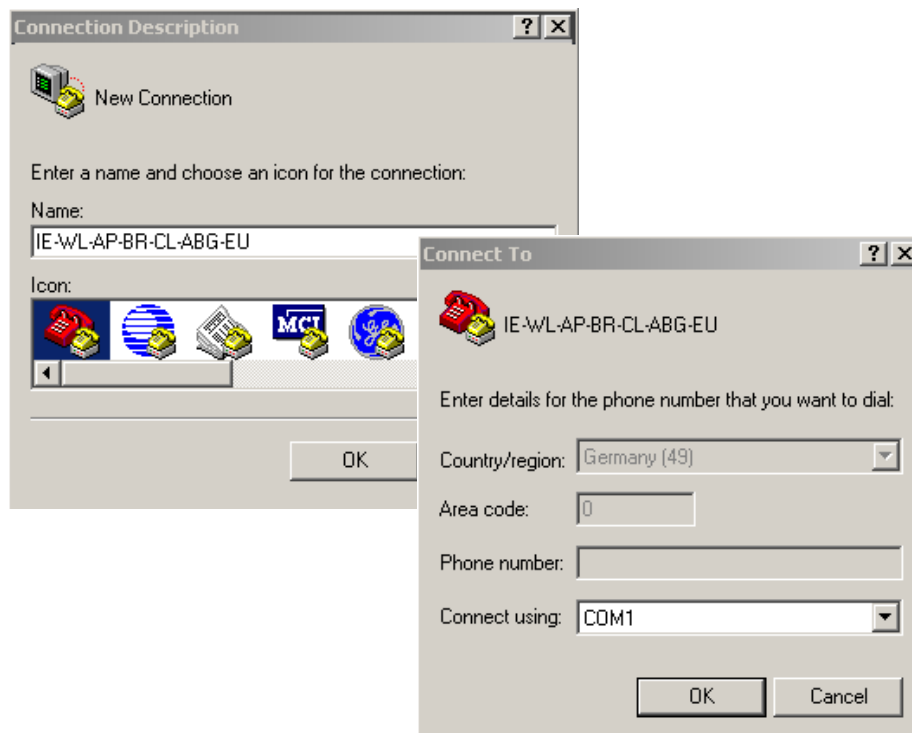 Connection Description
New Connection
Enter a name and choose an icon for the connection:
Name:
IE-WL-AP-BR-CL-ABG-EU
Icon:
MCI
OK
Connect To
IE-WL-AP-BR-CL-ABG-EU
Enter details for the phone number that you want to dial:
Country/region: Germany (49)
Area code: 0
Phone number:
Connect using: COM1
OK Cancel